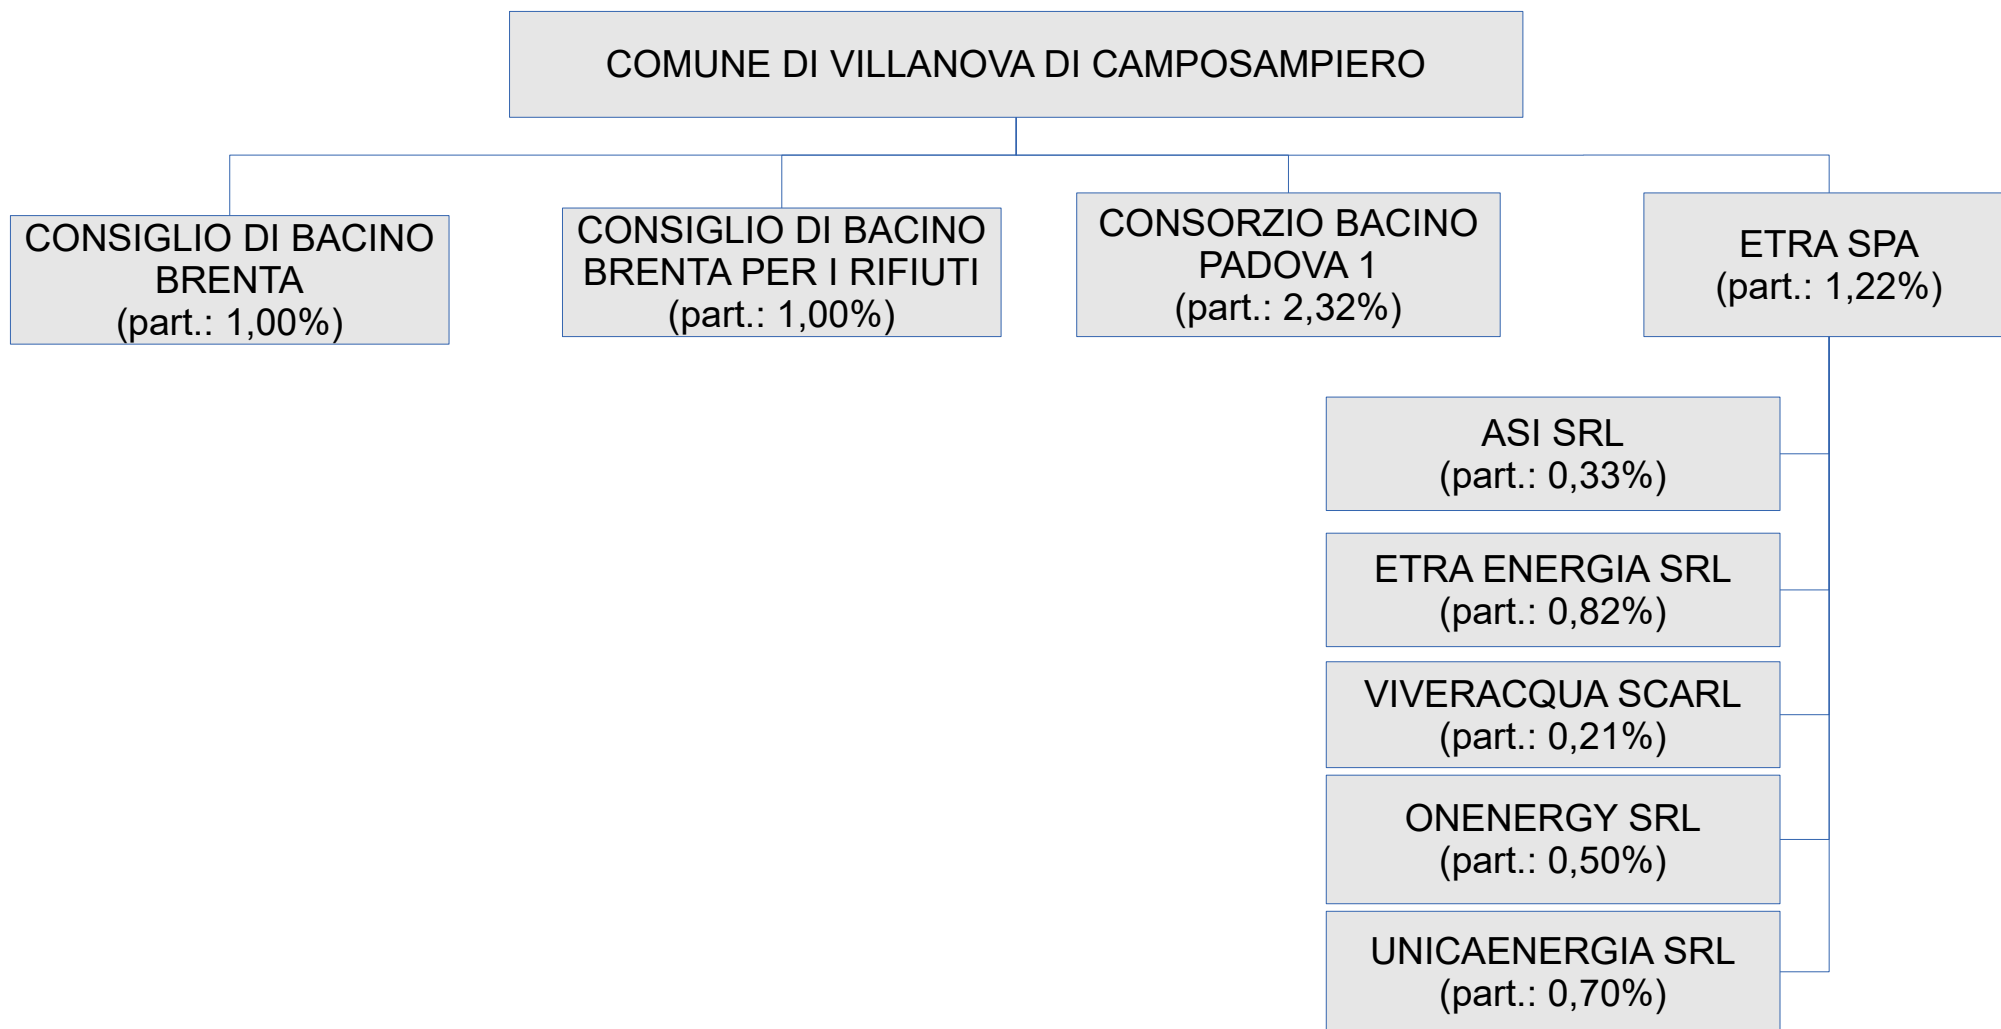 COMUNE DI VILLANOVA DI CAMPOSAMPIERO
CONSIGLIO DI BACINO
BRENTA
(part.: 1,00%)
CONSIGLIO DI BACINO
BRENTA PER I RIFIUTI
(part.: 1,00%)
CONSORZIO BACINO
PADOVA 1
(part.: 2,32%)
ETRA SPA
(part.: 1,22%)
ASI SRL
(part.: 0,33%)
ETRA ENERGIA SRL
(part.: 0,82%)
VIVERACQUA SCARL
(part.: 0,21%)
ONENERGY SRL
(part.: 0,50%)
UNICAENERGIA SRL
(part.: 0,70%)